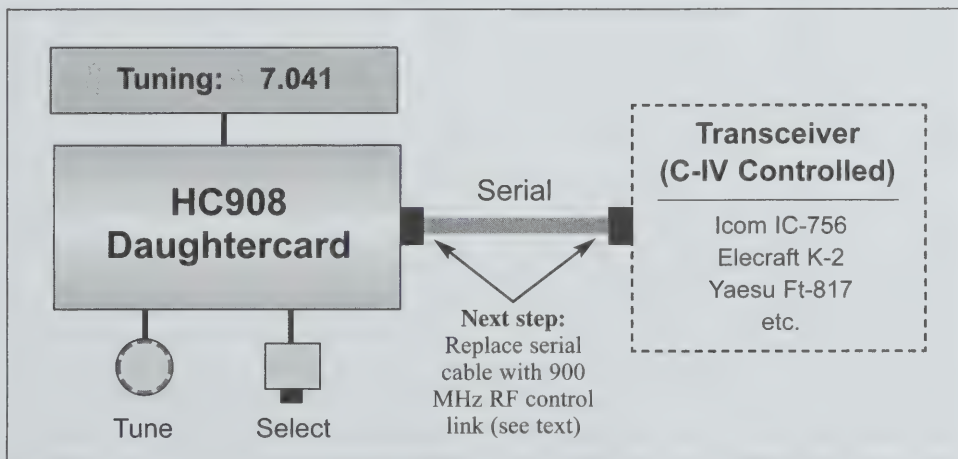 Tuning: 7.041
HC908
Daughtercard
Serial
Transceiver
(C-IV Controlled)
Icom IC-756
Elecraft K-2
Yaesu Ft-817
etc.
Next step:
Replace serial
cable with 900
MHz RF control
link (see text)
Tune
Select